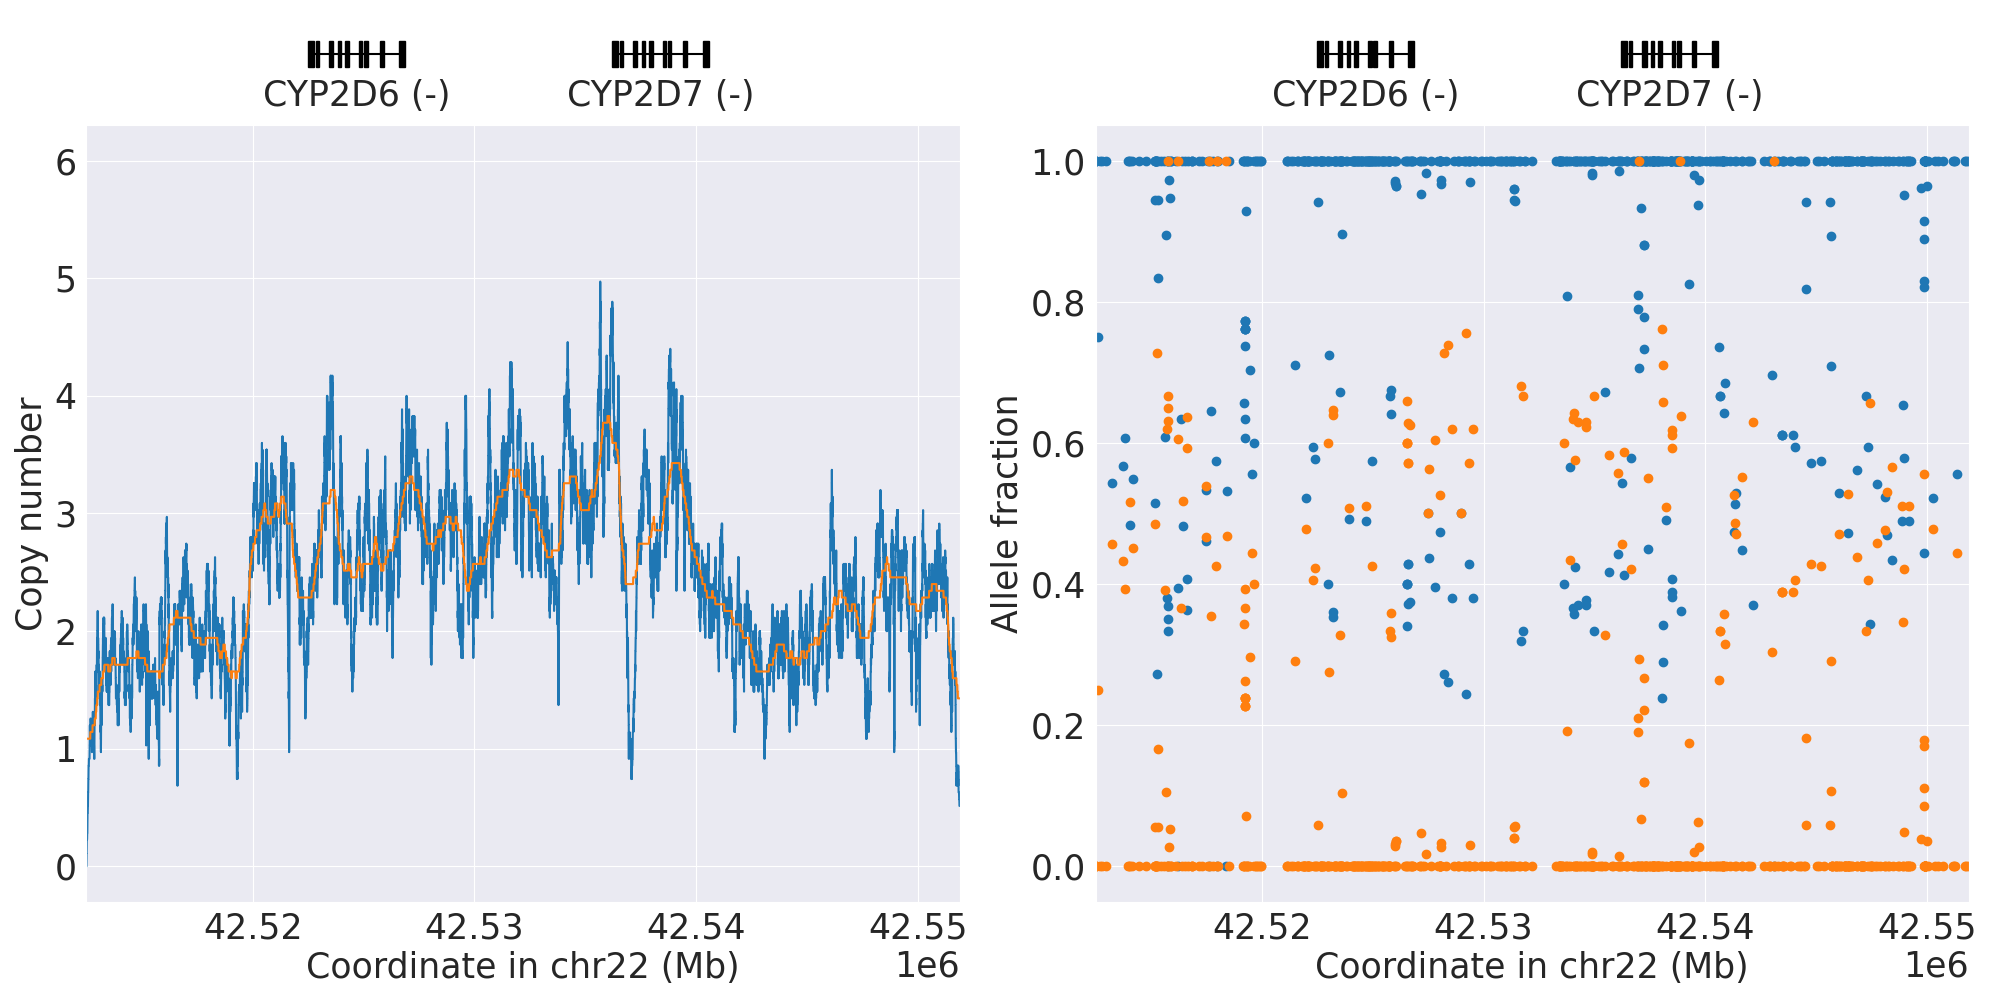 CYP2D6 (-)
CYP2D7 (-)
6
5
4
3
2
1
0
Copy number
42.52
42.53
42.54
42.55
1e6
Coordinate in chr22 (Mb)
CYP2D6 (-)
CYP2D7 (-)
1.0
0.8
0.6
0.4
0.2
0.0
Allele fraction
42.52
42.53
42.54
42.55
1e6
Coordinate in chr22 (Mb)